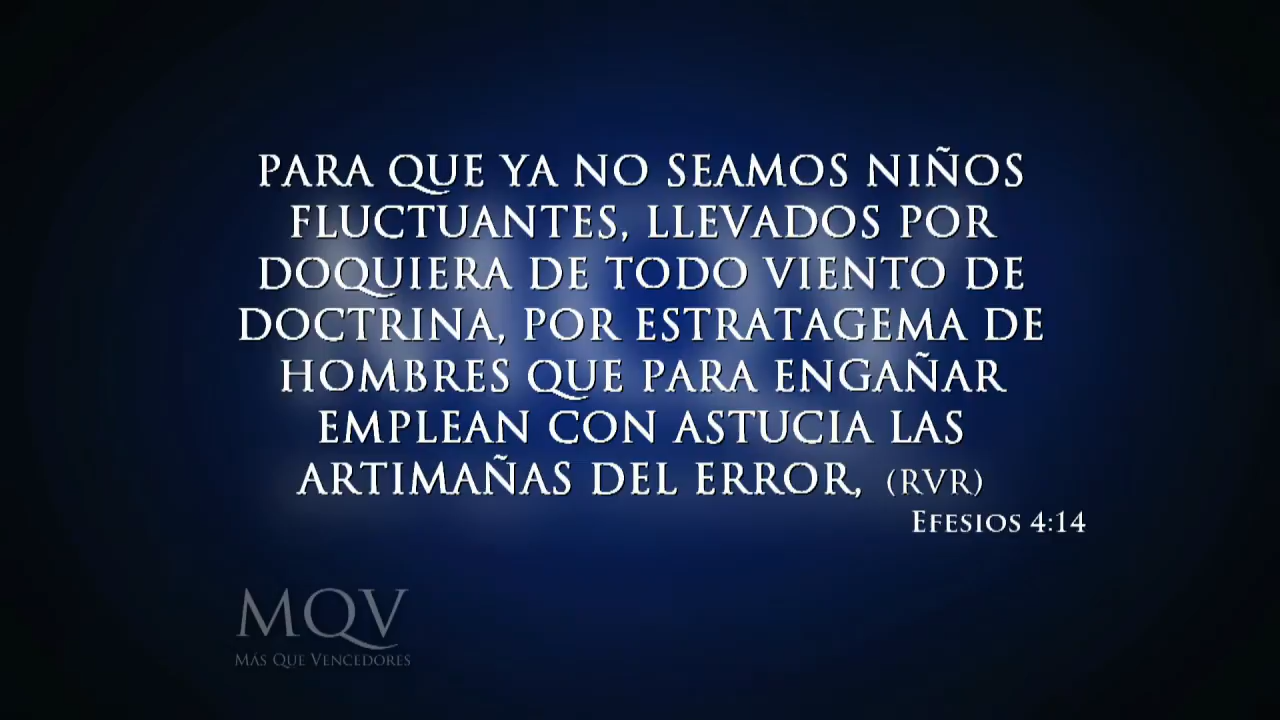 PARA QUE YA NO SEAMOS NIÑOS
FLUCTUANTES, LLEVADOS POR
DOQUIERA DE TODO VIENTO DE
DOCTRINA, POR ESTRATAGEMA DE
HOMBRES QUE PARA ENGAÑAR
EMPLEAN CON ASTUCIA LAS
ARTIMAÑAS DEL ERROR, (RVR)
EFESIOS 4:14
MQV
MÁS QUE VENCEDORES